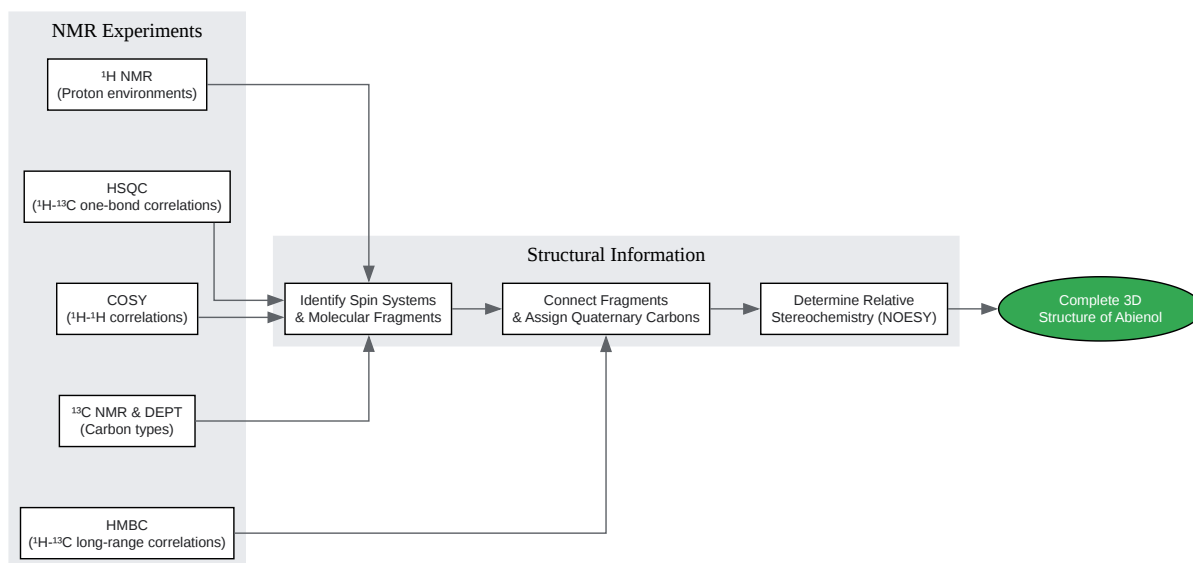 NMR Experiments
¹H NMR
(Proton environments)
HSQC
(¹H-¹³C one-bond correlations)
COSY
(¹H-¹H correlations)
¹³C NMR & DEPT
(Carbon types)
HMBC
(¹H-¹³C long-range correlations)
Structural Information
Identify Spin Systems
& Molecular Fragments
Connect Fragments
& Assign Quaternary Carbons
Determine Relative
Stereochemistry (NOESY)
Complete 3D
Structure of Abienol